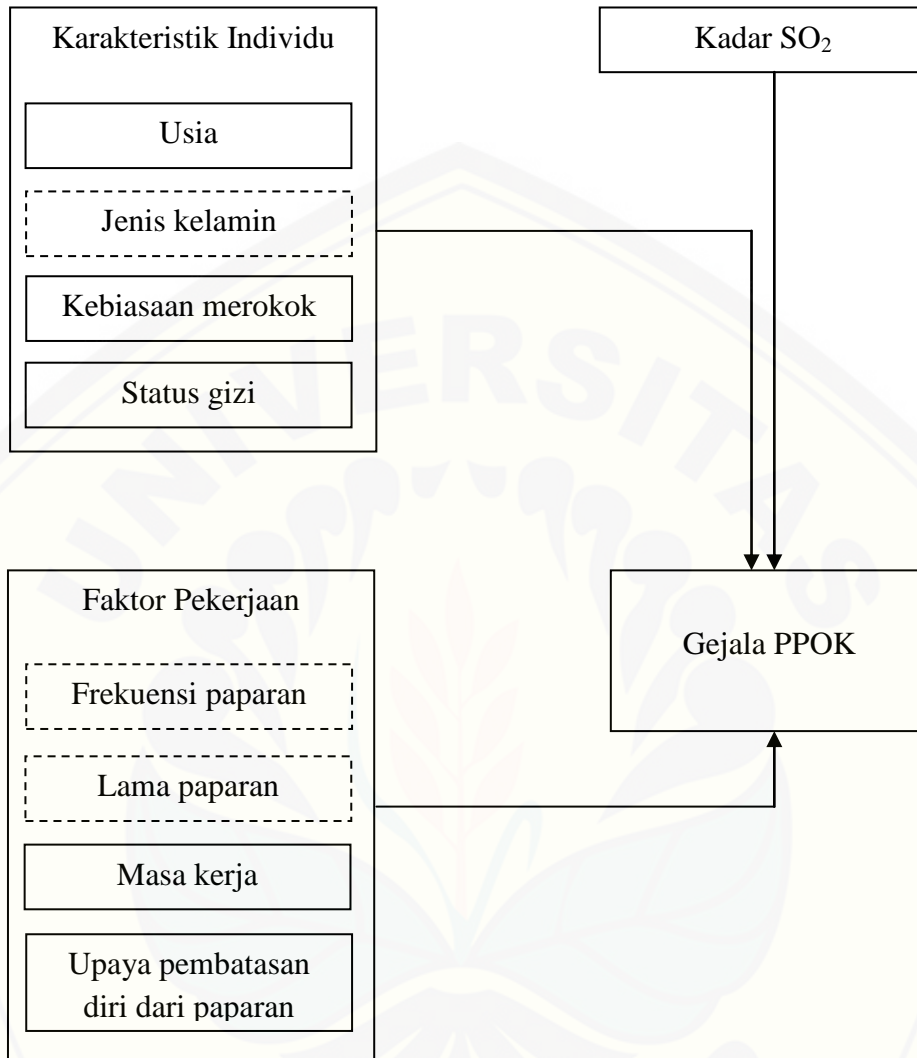 Karakteristik Individu
Usia
Jenis kelamin
Kebiasaan merokok
Status gizi
Kadar SO₂
Faktor Pekerjaan
Frekuensi paparan
Lama paparan
Masa kerja
Upaya pembatasan
diri dari paparan
Gejala PPOK
UNIVERSITAS